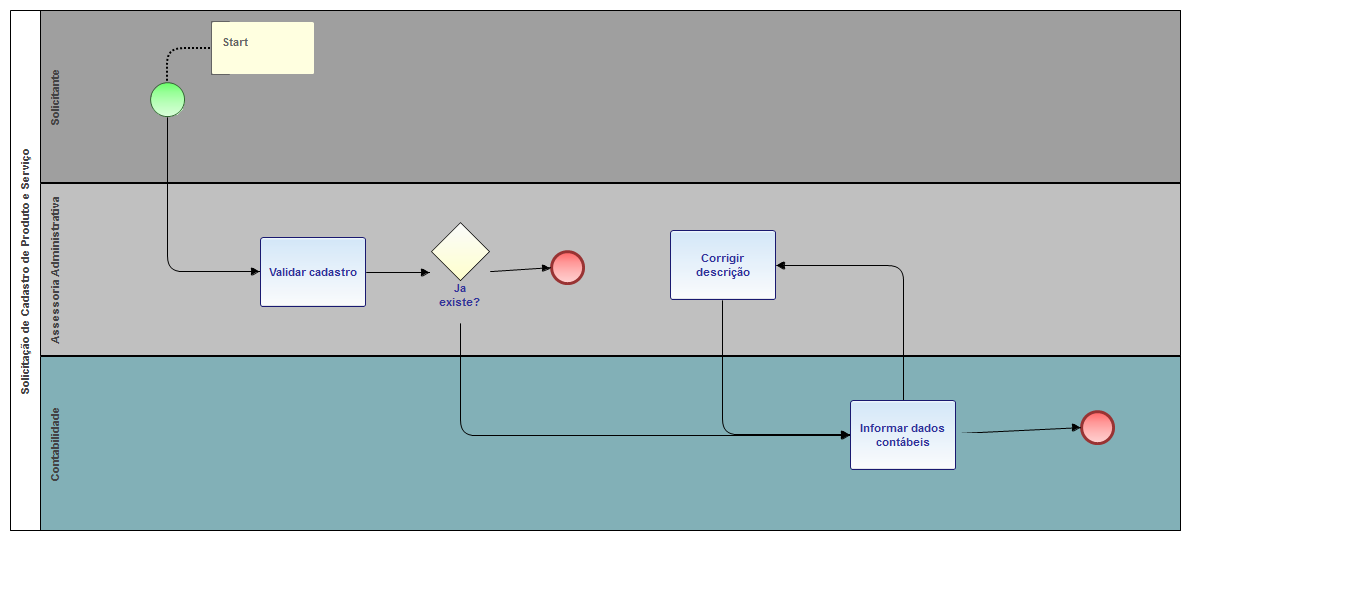 Solicitação de Cadastro de Produto e Serviço
Solicitante
Start
Assessoria Administrativa
Validar cadastro
Ja
existe?
Corrigir
descrição
Contabilidade
Informar dados
contábeis